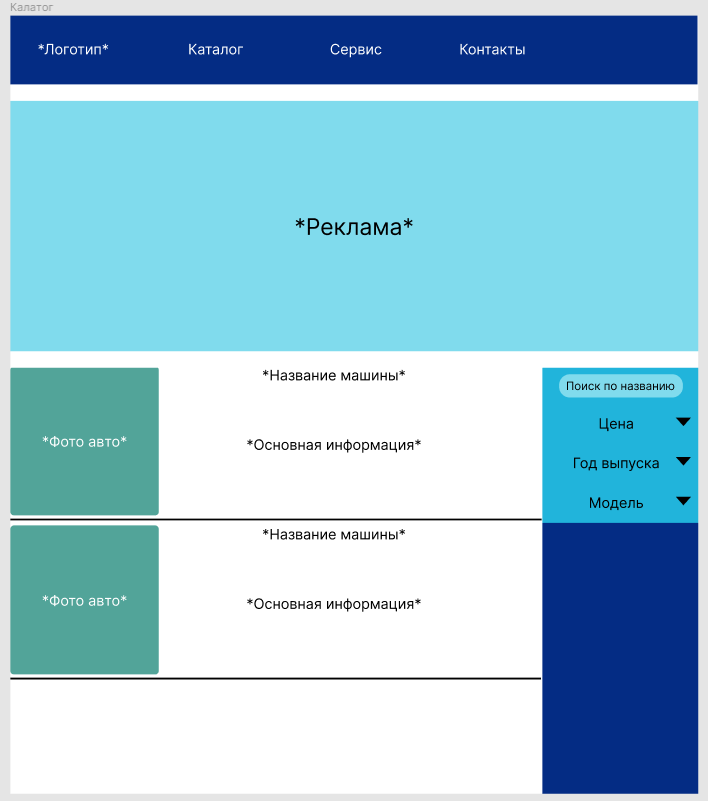 Калатог
*Логотип* Каталог Сервис Контакты
*Реклама*
*Название машины*
*Фото авто*
*Основная информация*
*Название машины*
*Фото авто*
*Основная информация*
Поиск по названию
Цена
Год выпуска
Модель